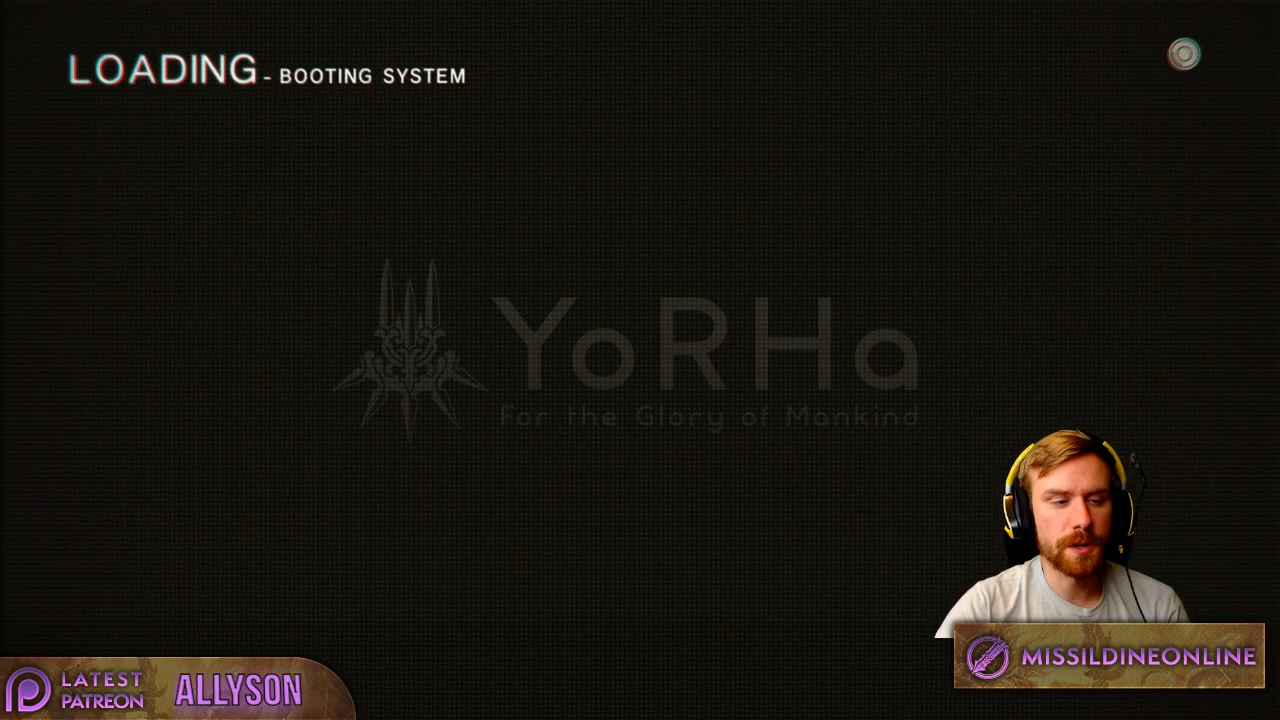 LOADING - BOOTING SYSTEM
YoRHa
For the Glory of Mankind
MISSILDINEONLINE
LATEST PATREON ALLYSON